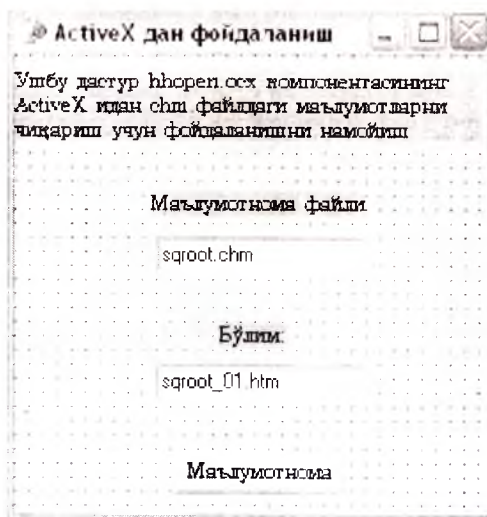 ActiveX дан фойдаланиш
Ушбу дастур hhopen.ocx компонентасининг
ActiveX идан chm файлдаги маълумотларни
чиқариш учун фойдаланишни намойиш
Маълумотнома файли
sqroot.chm
Бўлим:
sqroot_01.htm
Маълумотнома